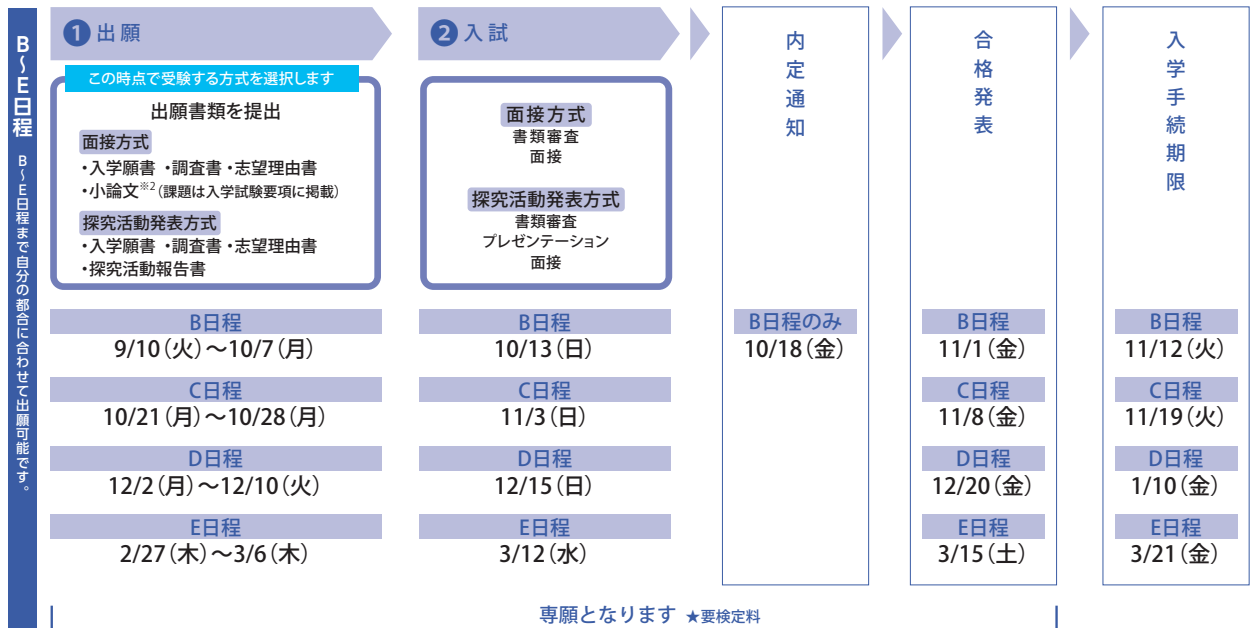 B～E日程 B～E日程まで自分の都合に合わせて出願可能です。
❶出願
この時点で受験する方式を選択します
出願書類を提出
面接方式
・入学願書 ・調査書・志望理由書
・小論文※2（課題は入学試験要項に掲載）
探究活動発表方式
・入学願書 ・調査書・志望理由書
・探究活動報告書
❷入試
面接方式
書類審査
面接
探究活動発表方式
書類審査
プレゼンテーション
面接
内定通知
合格発表
入学手続期限
B日程
9/10（火）～10/7（月）
B日程
10/13（日）
B日程のみ
10/18（金）
B日程
11/1（金）
B日程
11/12（火）
C日程
10/21（月）～10/28（月）
C日程
11/3（日）
C日程
11/8（金）
C日程
11/19（火）
D日程
12/2（月）～12/10（火）
D日程
12/15（日）
D日程
12/20（金）
D日程
1/10（金）
E日程
2/27（木）～3/6（木）
E日程
3/12（水）
E日程
3/15（土）
E日程
3/21（金）
専願となります ★要検定料